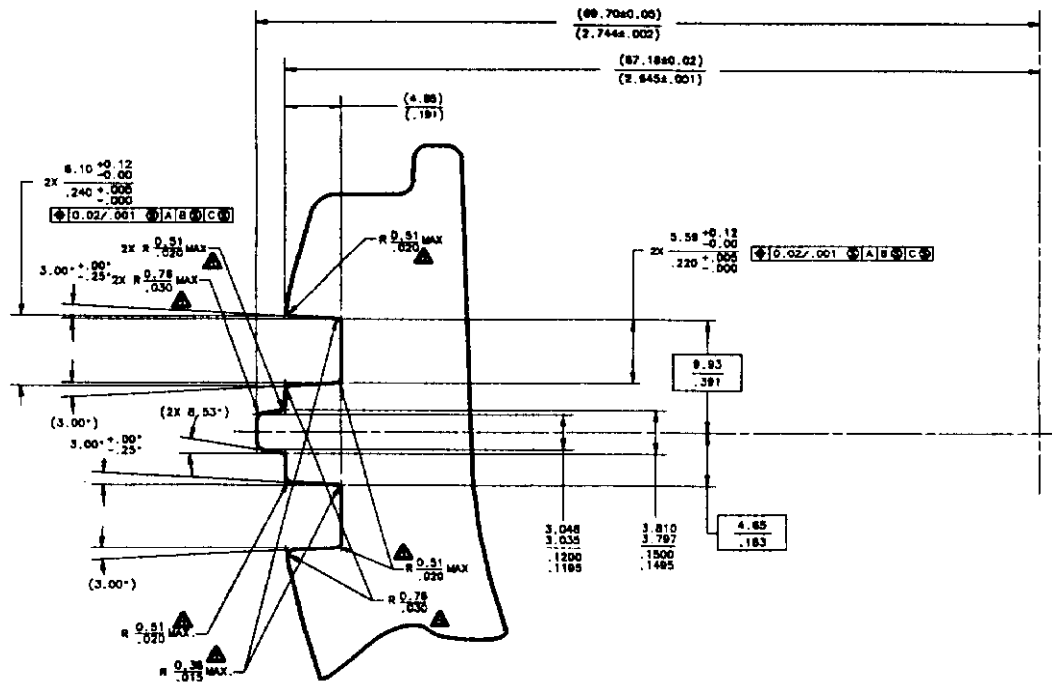 (69.70±0.05)
(2.744±.002)
(67.18±0.02)
(2.645±.001)
(4.85)
(.191)
2X 6.10 +0.12 -0.00
.240 +.005 -.000
⌖ 0.02/.001 Ⓢ A B Ⓢ C Ⓢ
2X R 0.51 MAX
.020
3.00° +.00° -.25°
2X R 0.76 MAX
.030
R 0.51 MAX
.020
2X 5.59 +0.12 -0.00
.220 +.005 -.000
⌖ 0.02/.001 Ⓢ A B Ⓢ C Ⓢ
9.93
.391
(3.00°)
(2X 8.53°)
3.00° +.00° -.25°
(3.00°)
3.048
3.035
.1200
.1195
3.810
3.797
.1500
.1495
4.65
.183
R 0.51 MAX
.020
R 0.76
.030
R 0.51 MAX.
.020
R 0.38 MAX.
.015